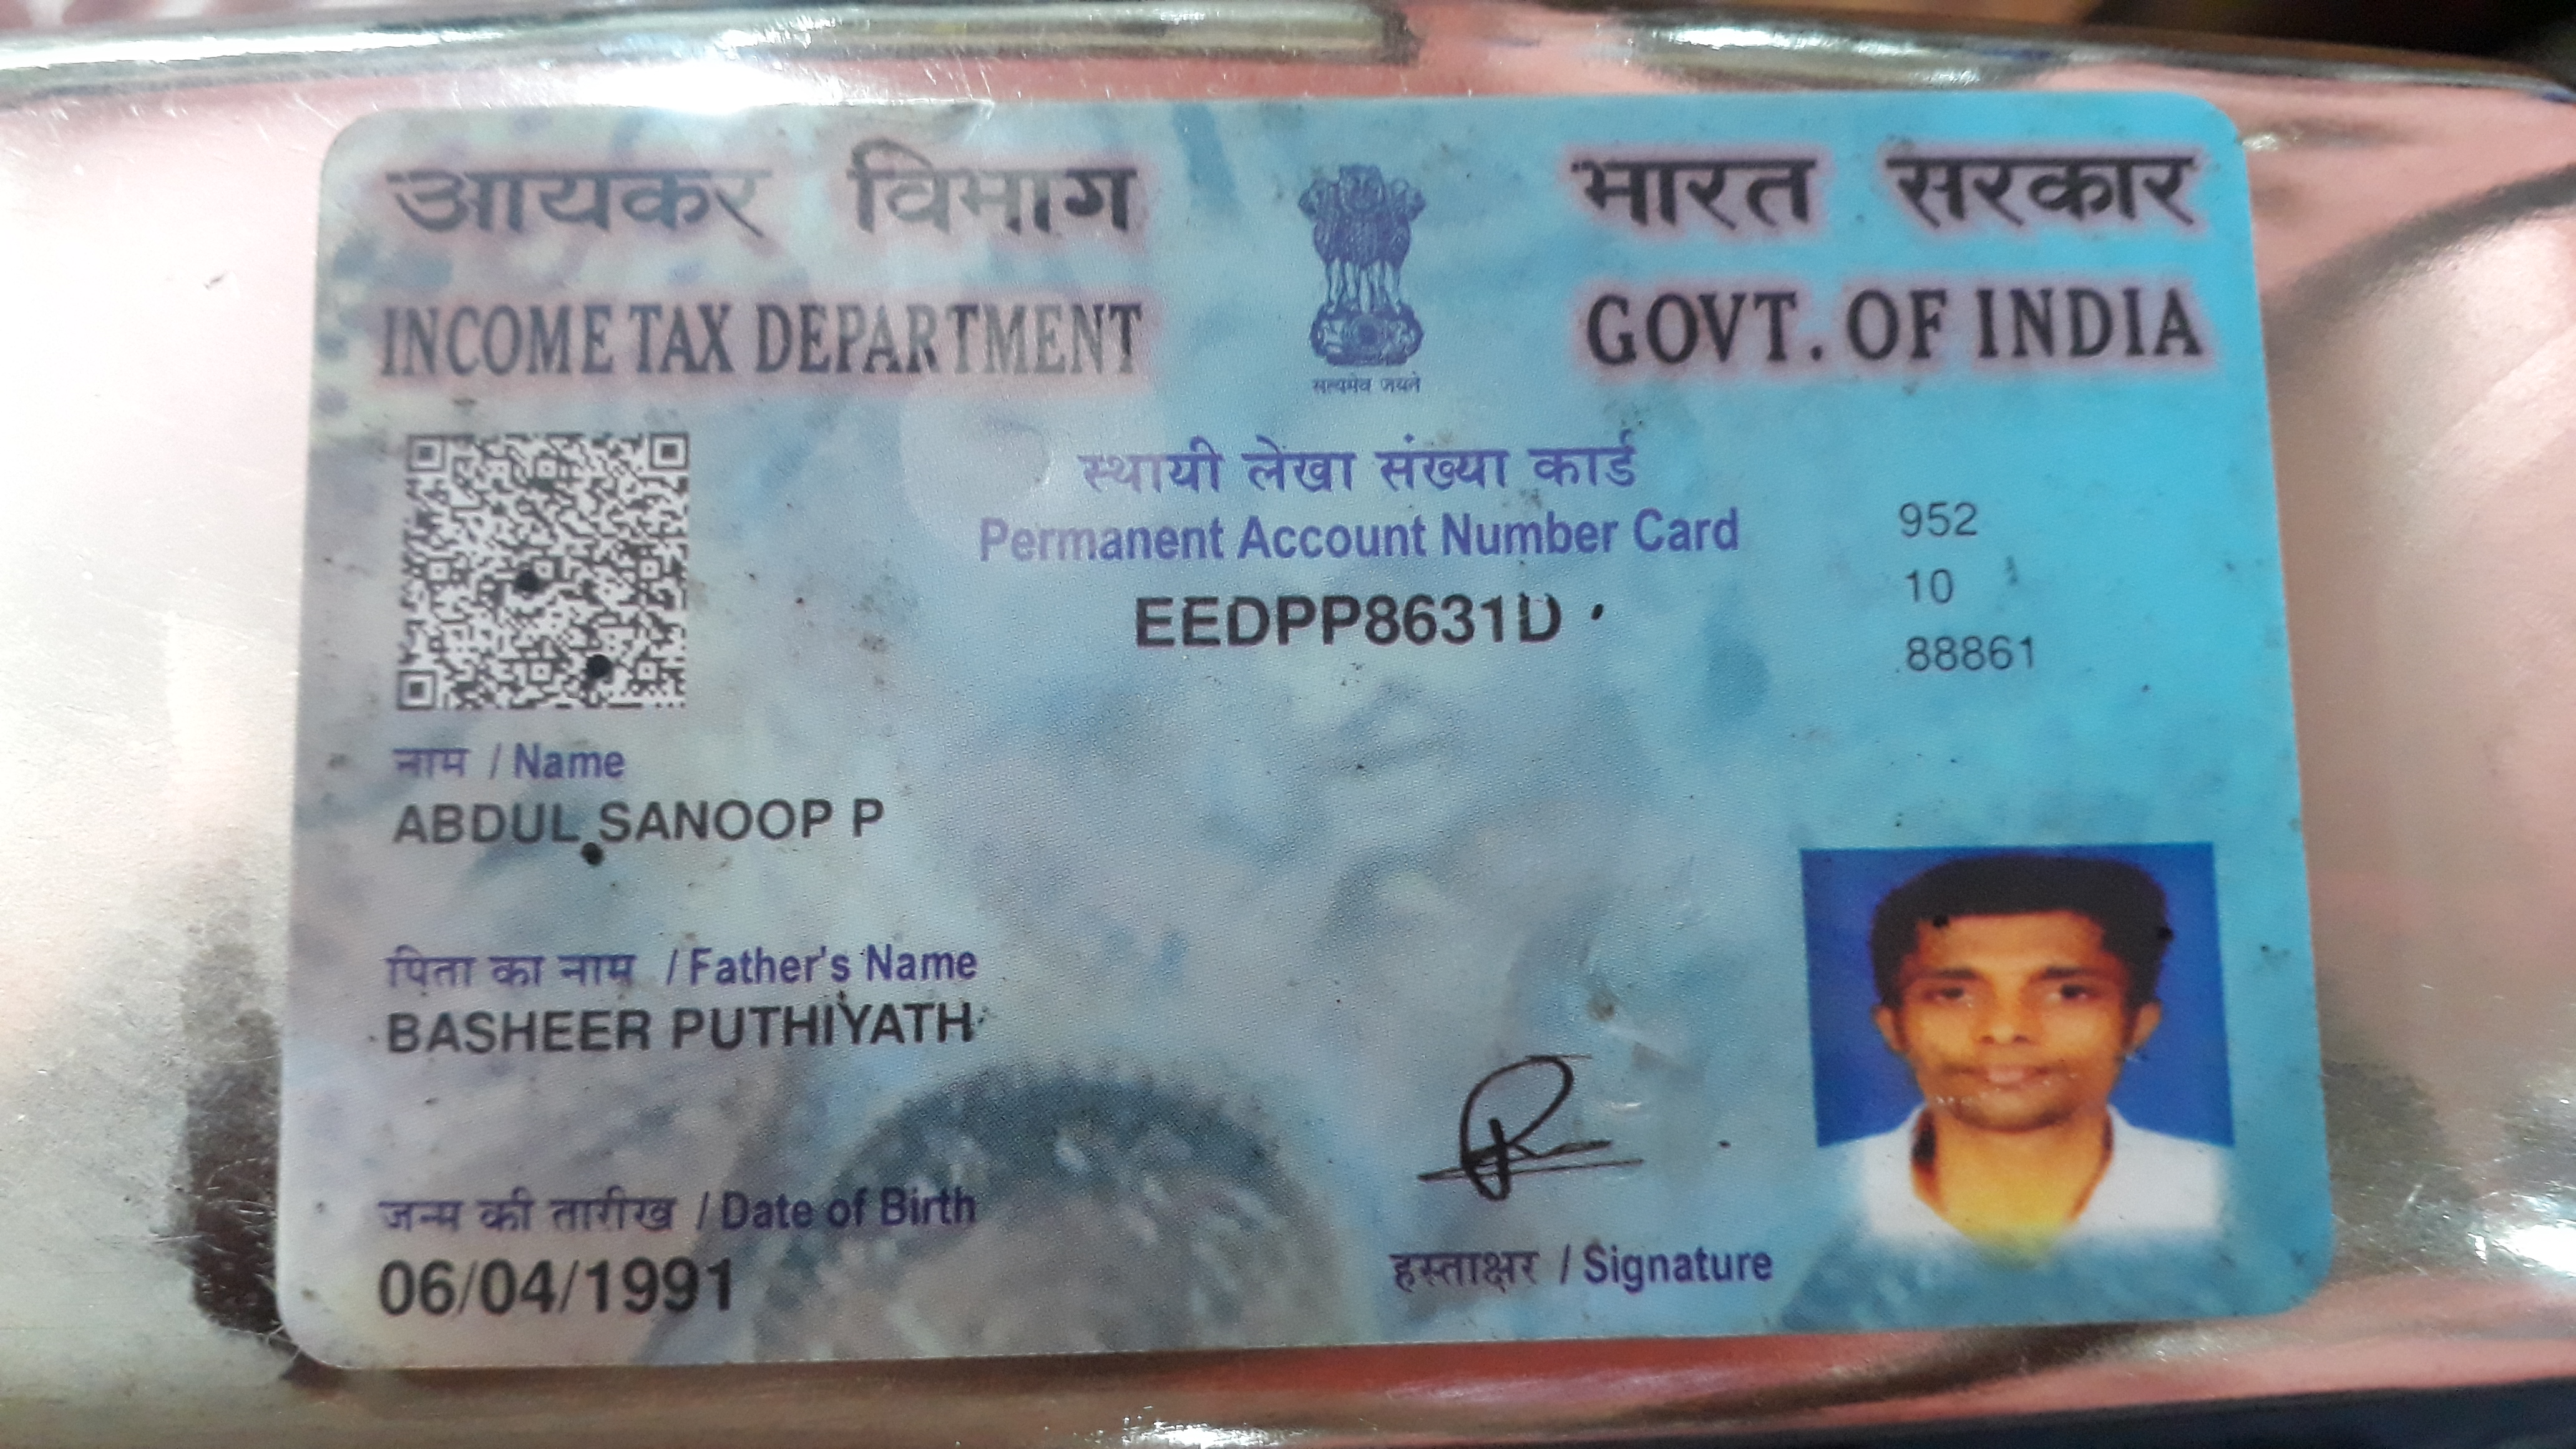 आयकर विभाग
INCOME TAX DEPARTMENT
सत्यमेव जयते
भारत सरकार
GOVT. OF INDIA
स्थायी लेखा संख्या कार्ड
Permanent Account Number Card
EEDPP8631D
952
10
88861
नाम / Name
ABDUL SANOOP P
पिता का नाम / Father's Name
BASHEER PUTHIYATH
जन्म की तारीख / Date of Birth
06/04/1991
हस्ताक्षर / Signature